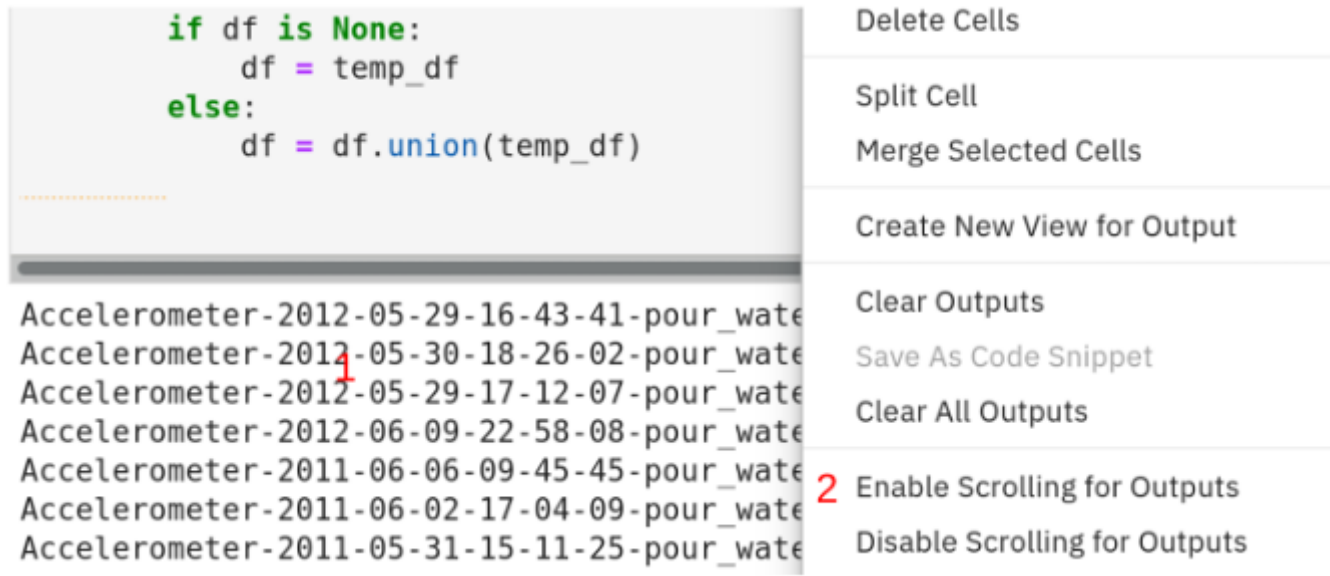 if df is None:
df = temp_df
else:
df = df.union(temp_df)
Accelerometer-2012-05-29-16-43-41-pour_wate
Accelerometer-2012-05-30-18-26-02-pour_wate
1
Accelerometer-2012-05-29-17-12-07-pour_wate
Accelerometer-2012-06-09-22-58-08-pour_wate
Accelerometer-2011-06-06-09-45-45-pour_wate
Accelerometer-2011-06-02-17-04-09-pour_wate
Accelerometer-2011-05-31-15-11-25-pour_wate
Delete Cells
Split Cell
Merge Selected Cells
Create New View for Output
Clear Outputs
Save As Code Snippet
Clear All Outputs
2 Enable Scrolling for Outputs
Disable Scrolling for Outputs